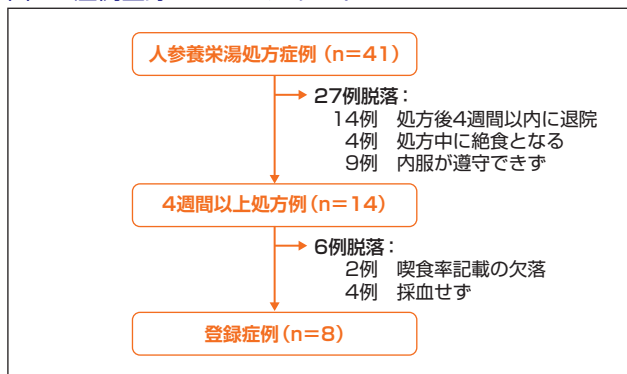 人参養栄湯処方症例（n＝41）
27例脱落：
14例　処方後4週間以内に退院
4例　処方中に絶食となる
9例　内服が遵守できず
4週間以上処方例（n＝14）
6例脱落：
2例　喫食率記載の欠落
4例　採血せず
登録症例（n＝8）